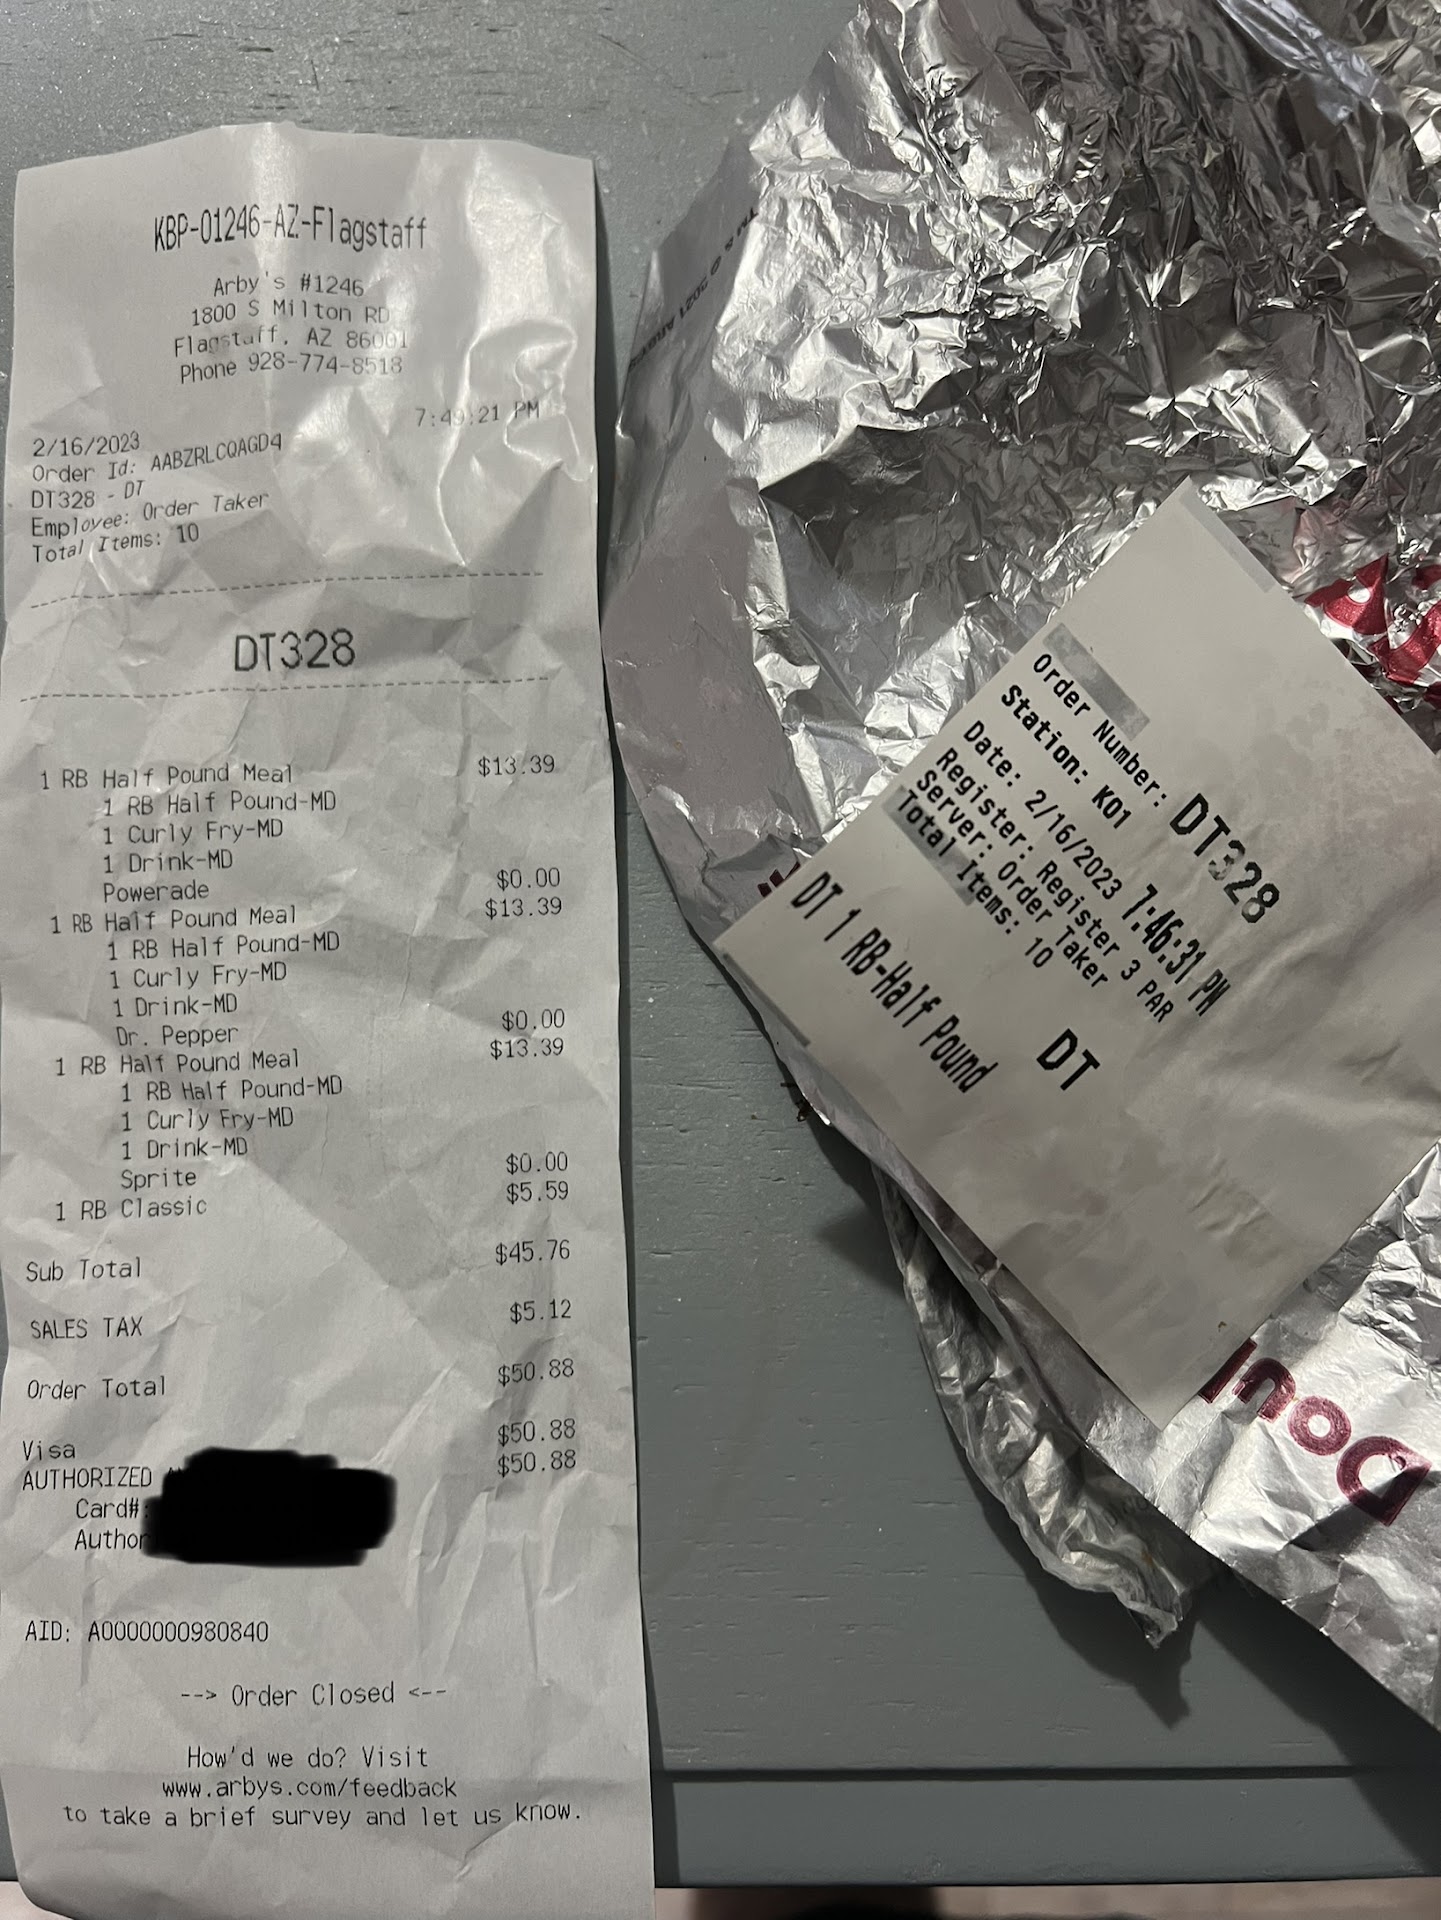 KBP-01246-AZ-Flagstaff
Arby's #1246
1800 S Milton RD
Flagstaff, AZ 86001
Phone 928-774-8518
2/16/2023 7:49:21 PM
Order Id: AABZRLCQAGD4
DT328 - DT
Employee: Order Taker
Total Items: 10
DT328
1 RB Half Pound Meal $13.39
1 RB Half Pound-MD
1 Curly Fry-MD
1 Drink-MD
Powerade $0.00
1 RB Half Pound Meal $13.39
1 RB Half Pound-MD
1 Curly Fry-MD
1 Drink-MD
Dr. Pepper $0.00
1 RB Half Pound Meal $13.39
1 RB Half Pound-MD
1 Curly Fry-MD
1 Drink-MD
Sprite $0.00
1 RB Classic $5.59
Sub Total $45.76
SALES TAX $5.12
Order Total $50.88
Visa $50.88
AUTHORIZED $50.88
Card#:
Author
AID: A0000000980840
--> Order Closed <--
How'd we do? Visit
www.arbys.com/feedback
to take a brief survey and let us know.
Order Number: DT328
Station: K01
Date: 2/16/2023 7:46:31 PM
Register: Register 3 PAR
Server: Order Taker
Total Items: 10
DT
DT 1 RB-Half Pound
TM & © 2021
Dou